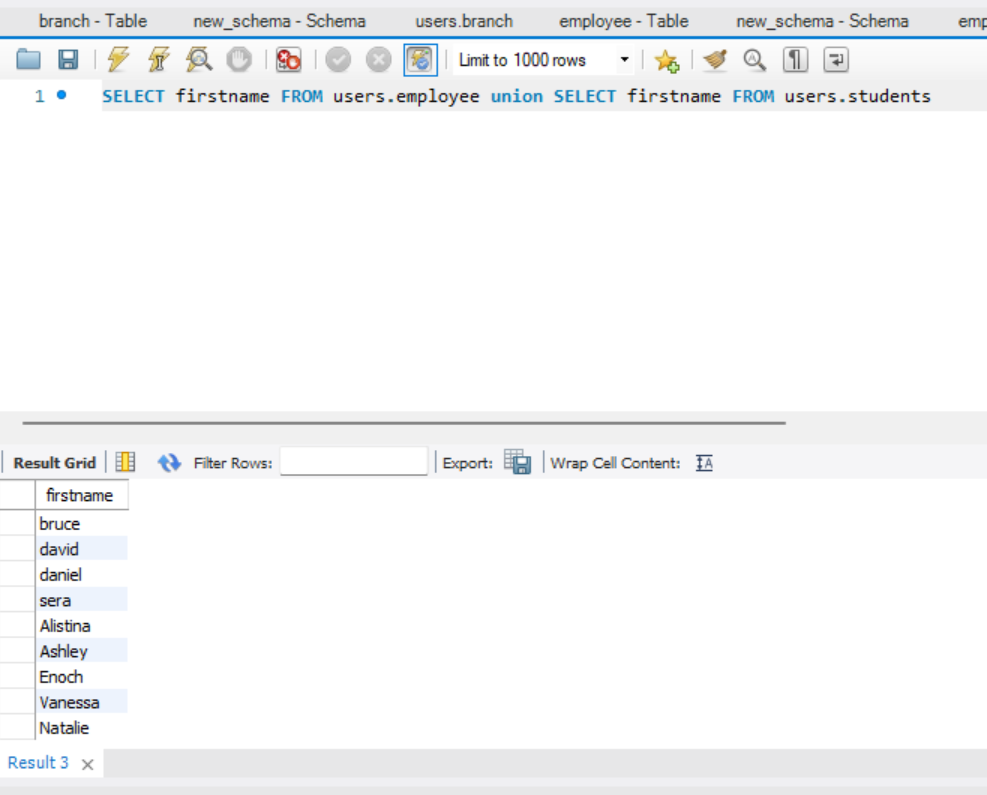 branch - Table new_schema - Schema users.branch employee - Table new_schema - Schema
Limit to 1000 rows
1 SELECT firstname FROM users.employee union SELECT firstname FROM users.students
Result Grid Filter Rows: Export: Wrap Cell Content:
firstname
bruce
david
daniel
sera
Alistina
Ashley
Enoch
Vanessa
Natalie
Result 3